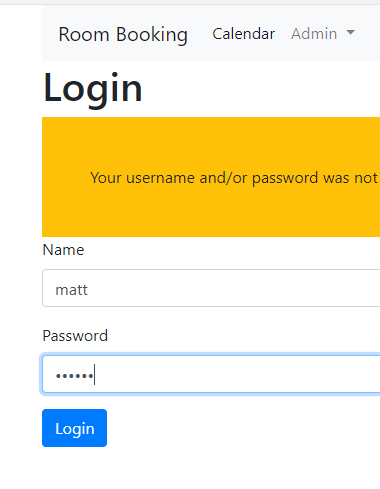 Room Booking Calendar Admin
Login
Your username and/or password was not
Name
matt
Password
••••••
Login